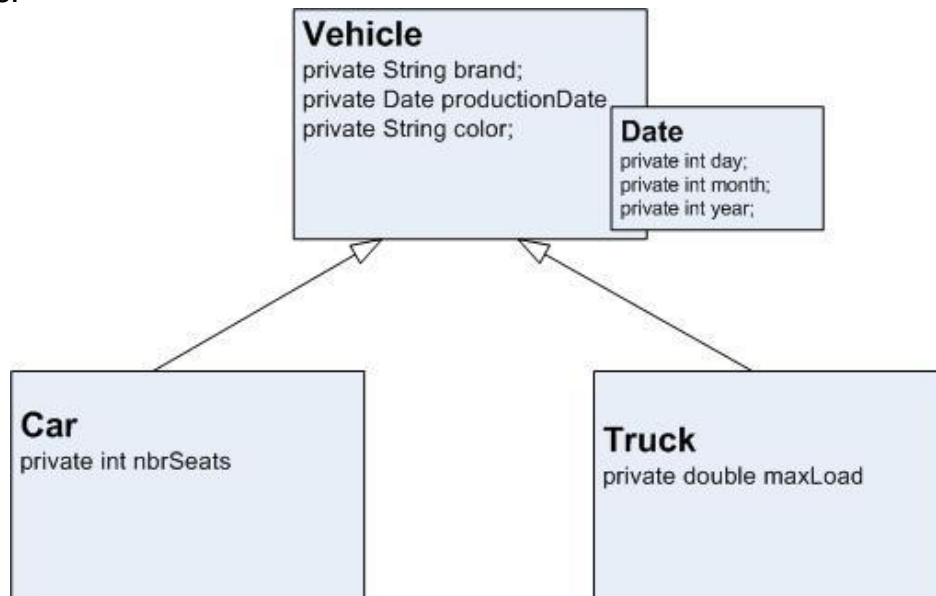 Vehicle
private String brand;
private Date productionDate
private String color;
Date
private int day;
private int month;
private int year;
Car
private int nbrSeats
Truck
private double maxLoad